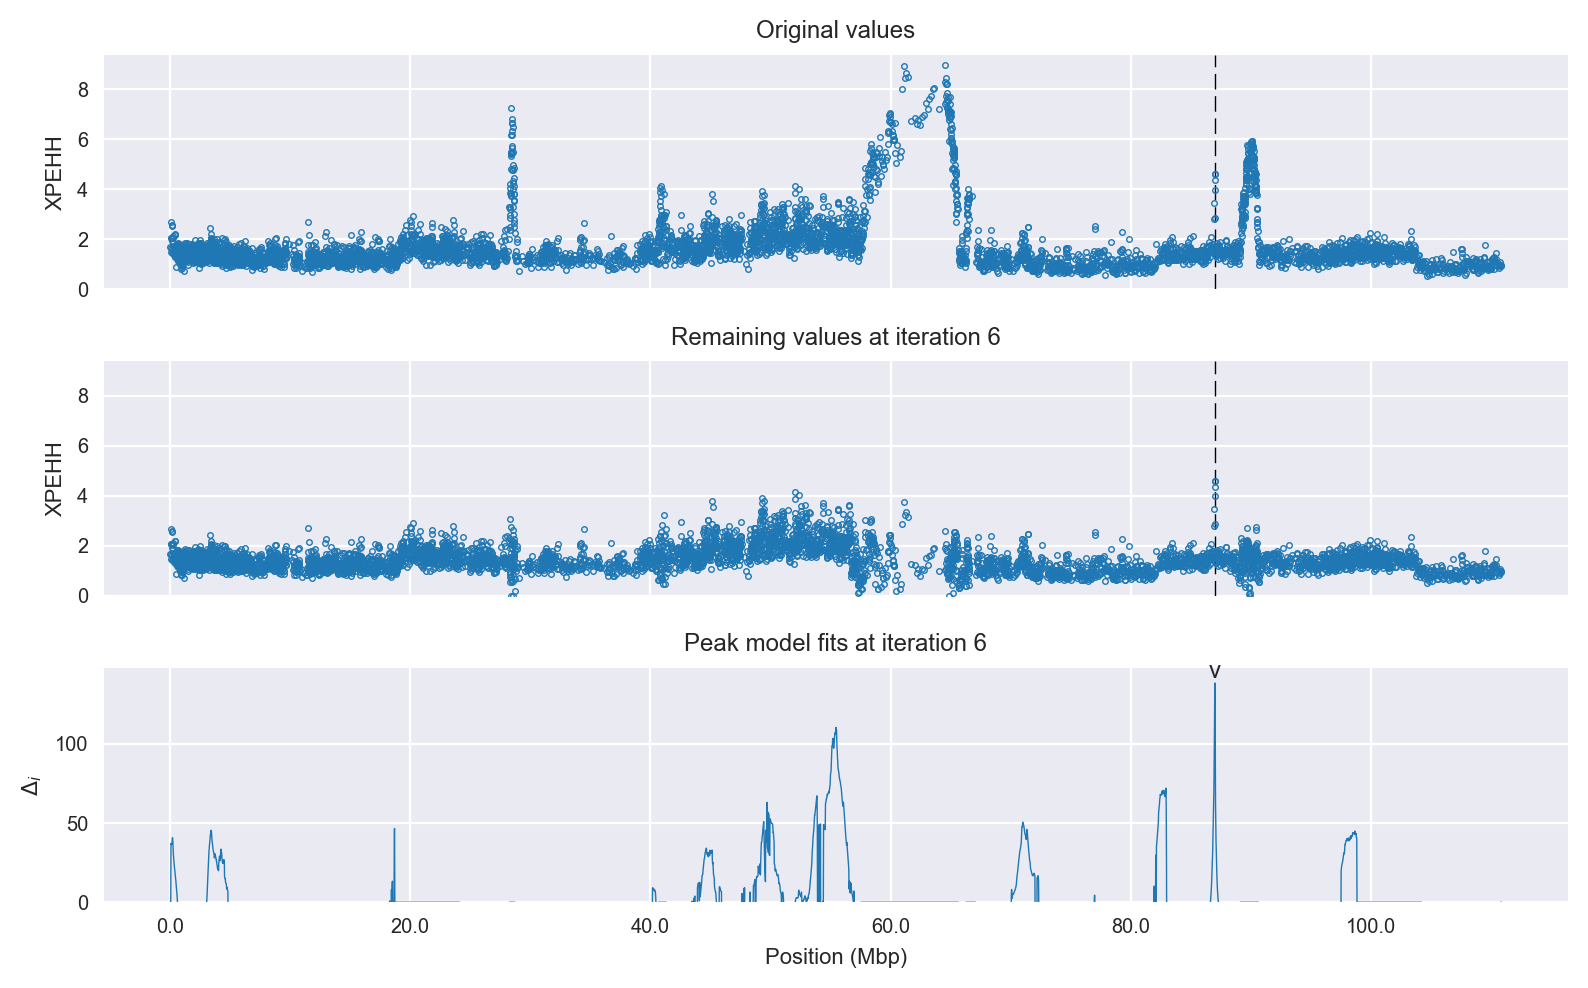 Original values
8
6
4
2
0
XPEHH
Remaining values at iteration 6
8
6
4
2
0
XPEHH
Peak model fits at iteration 6
v
100
50
0
Δi
0.0 20.0 40.0 60.0 80.0 100.0
Position (Mbp)